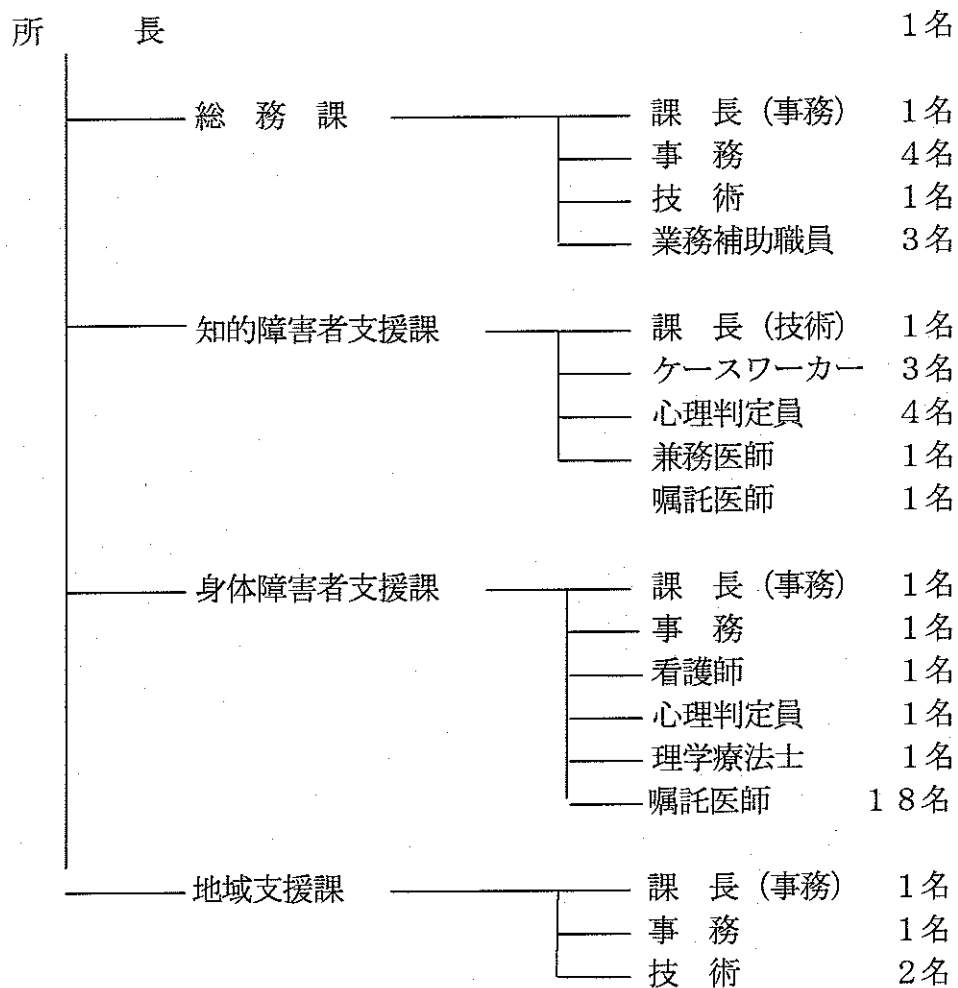 所　　　長　　　　　　　　　　　　　　１名
総　務　課　　課　長（事務）　１名
事　務　４名
技　術　１名
業務補助職員　３名
知的障害者支援課　　課　長（技術）　１名
ケースワーカー　３名
心理判定員　４名
兼務医師　１名
嘱託医師　１名
身体障害者支援課　　課　長（事務）　１名
事　務　１名
看護師　１名
心理判定員　１名
理学療法士　１名
嘱託医師　１８名
地域支援課　　課　長（事務）　１名
事　務　１名
技　術　２名